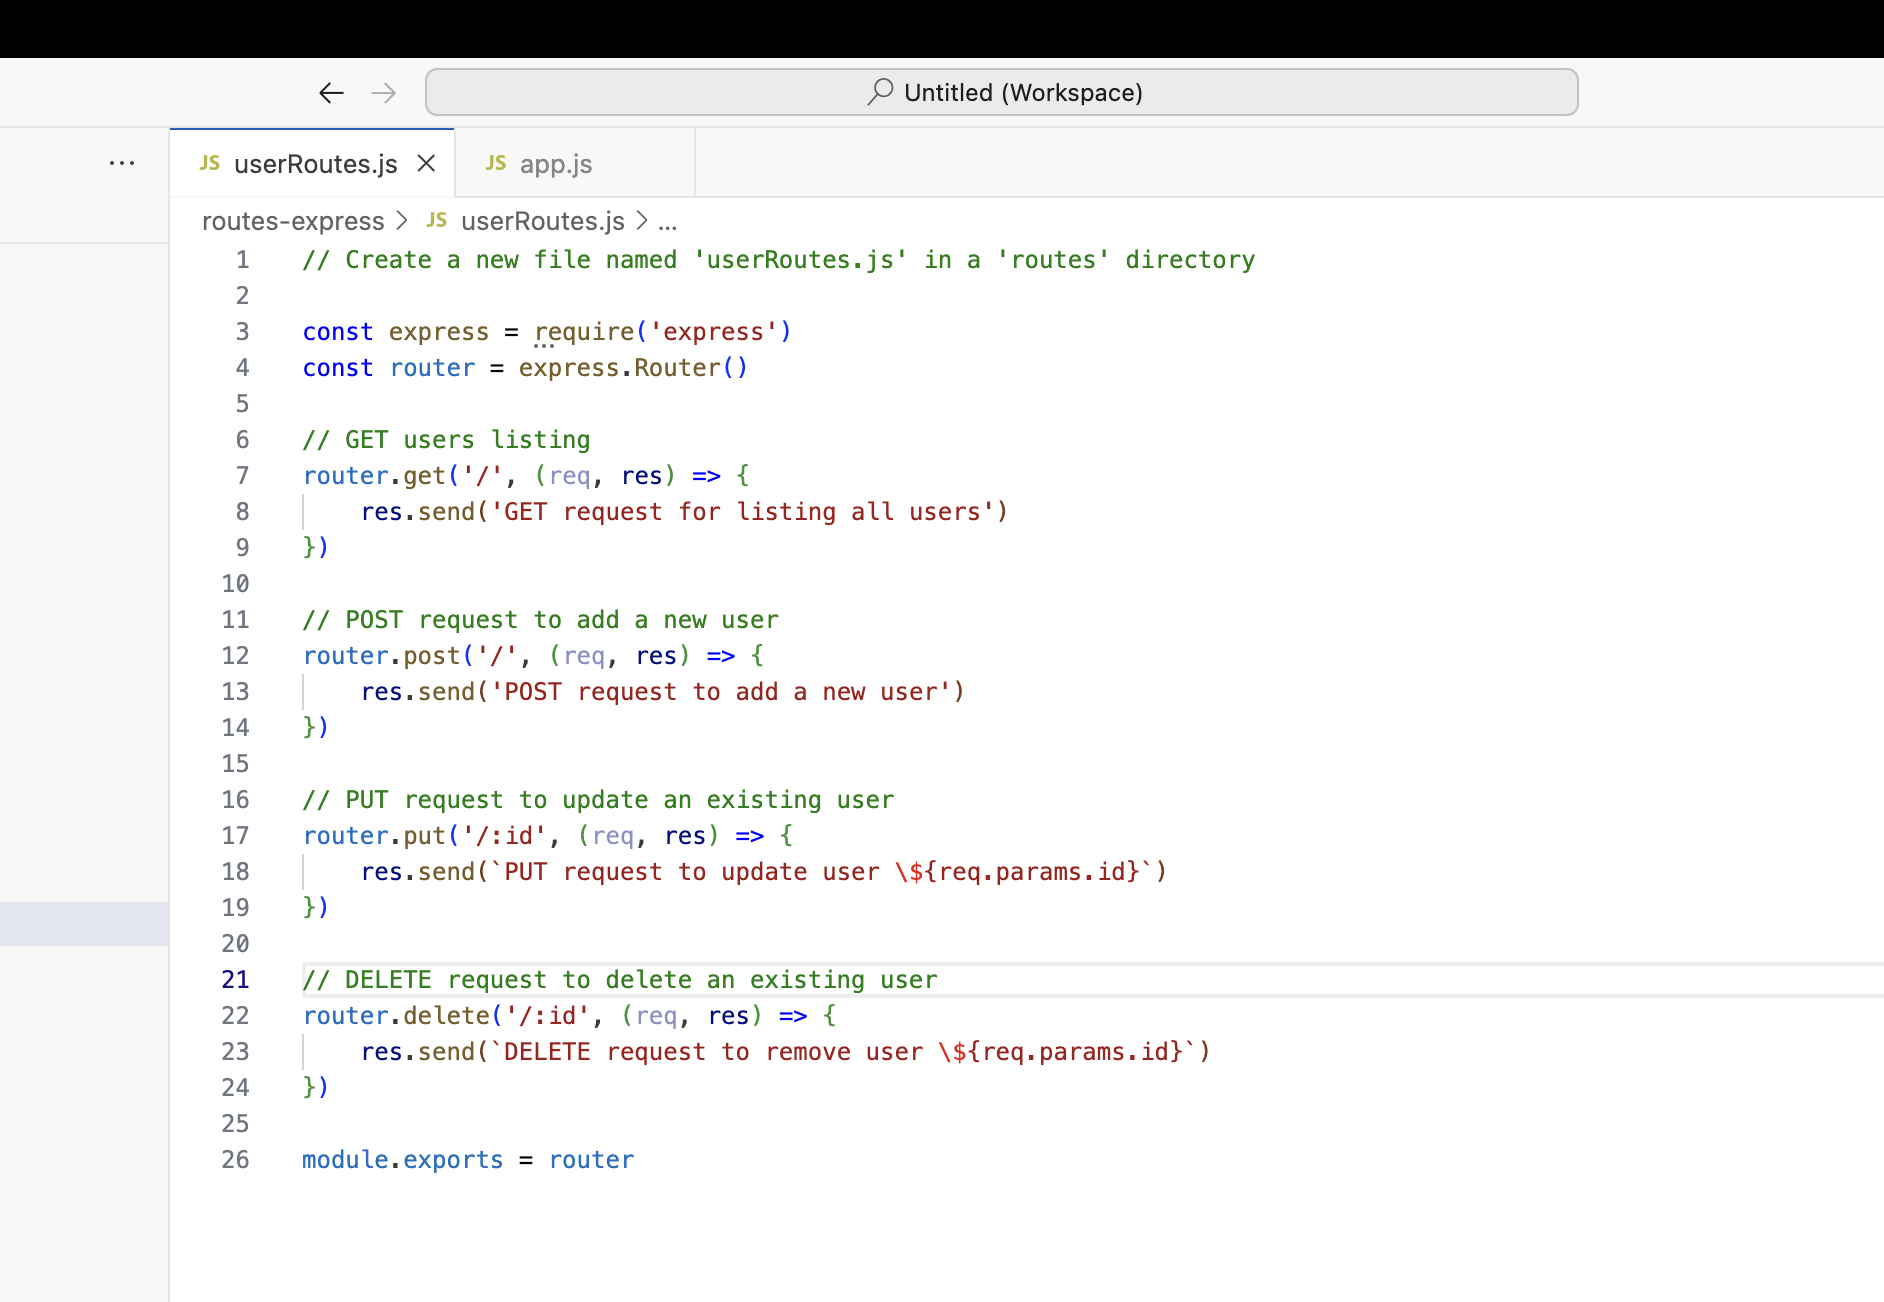 Untitled (Workspace)
JS userRoutes.js
JS app.js
routes-express > JS userRoutes.js > ...
1 // Create a new file named 'userRoutes.js' in a 'routes' directory
2
3 const express = require('express')
4 const router = express.Router()
5
6 // GET users listing
7 router.get('/', (req, res) => {
8     res.send('GET request for listing all users')
9 })
10
11 // POST request to add a new user
12 router.post('/', (req, res) => {
13     res.send('POST request to add a new user')
14 })
15
16 // PUT request to update an existing user
17 router.put('/:id', (req, res) => {
18     res.send(`PUT request to update user \${req.params.id}`)
19 })
20
21 // DELETE request to delete an existing user
22 router.delete('/:id', (req, res) => {
23     res.send(`DELETE request to remove user \${req.params.id}`)
24 })
25
26 module.exports = router